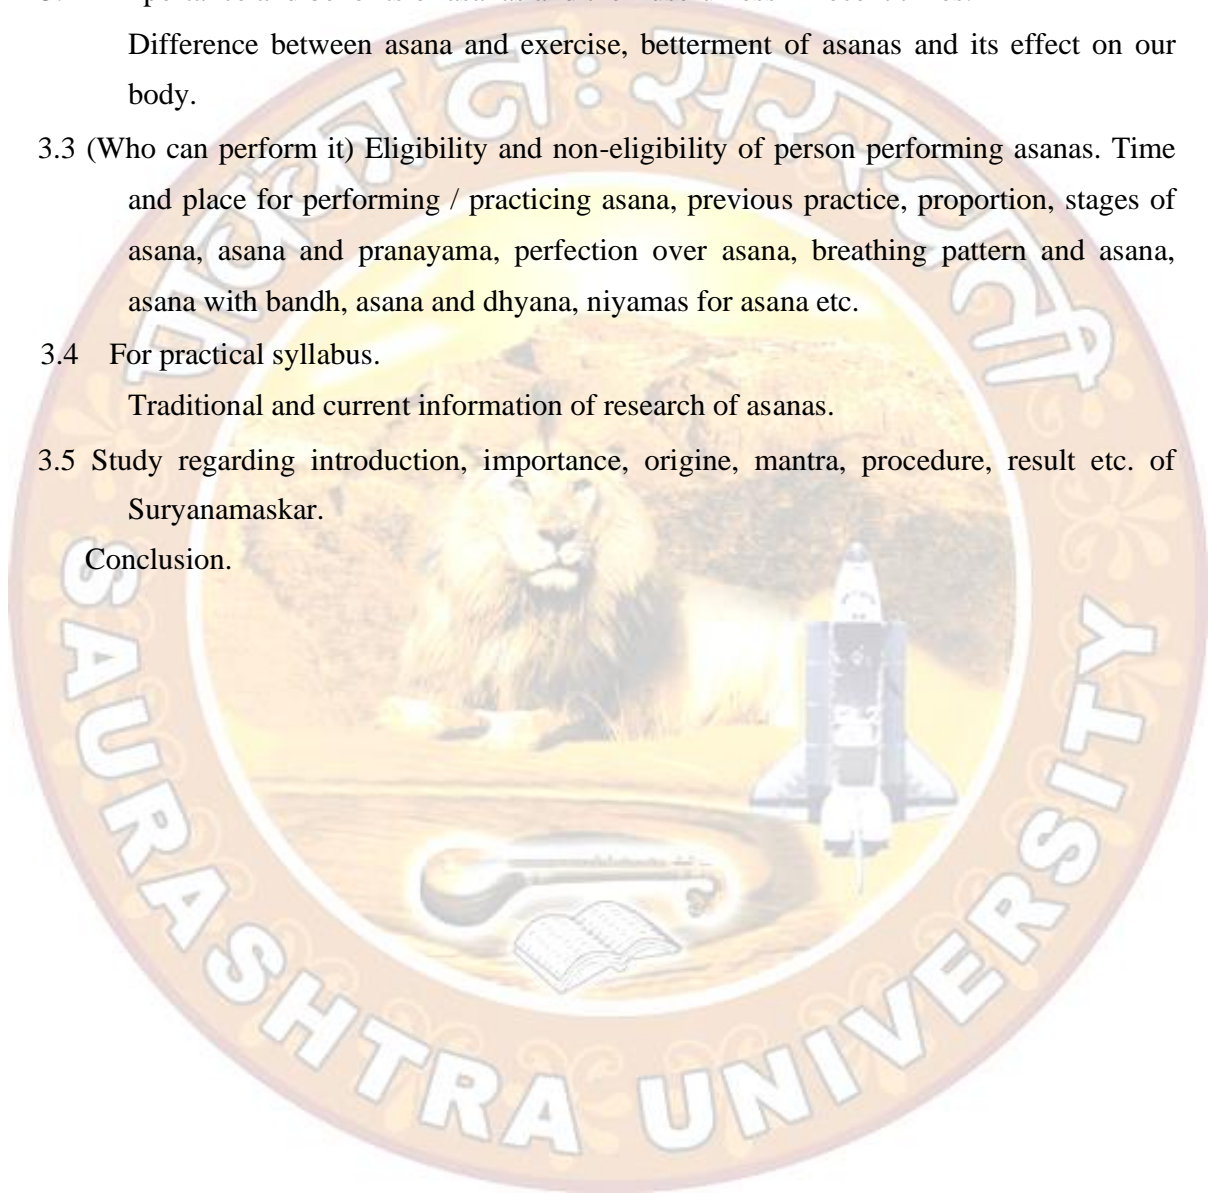 Difference between asana and exercise, betterment of asanas and its effect on our
body.
3.3 (Who can perform it) Eligibility and non-eligibility of person performing asanas. Time
and place for performing / practicing asana, previous practice, proportion, stages of
asana, asana and pranayama, perfection over asana, breathing pattern and asana,
asana with bandh, asana and dhyana, niyamas for asana etc.
3.4 For practical syllabus.
Traditional and current information of research of asanas.
3.5 Study regarding introduction, importance, origine, mantra, procedure, result etc. of
Suryanamaskar.
Conclusion.
पावका नः सरस्वती
SAURASHTRA UNIVERSITY